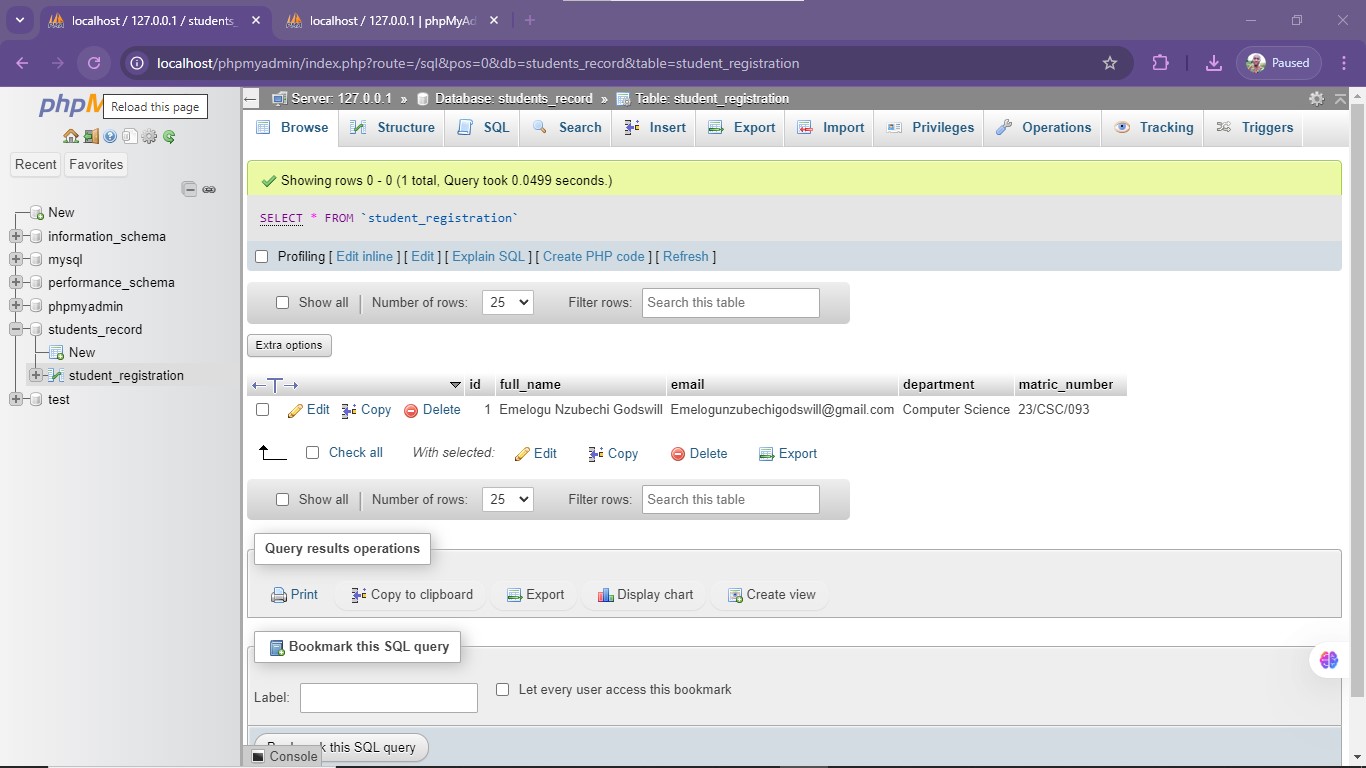 localhost / 127.0.0.1 / students_
localhost / 127.0.0.1 | phpMyAd
localhost/phpmyadmin/index.php?route=/sql&pos=0&db=students_record&table=student_registration
Paused
phpM
Reload this page
Recent Favorites
New
information_schema
mysql
performance_schema
phpmyadmin
students_record
New
student_registration
test
Server: 127.0.0.1 » Database: students_record » Table: student_registration
Browse Structure SQL Search Insert Export Import Privileges Operations Tracking Triggers
Showing rows 0 - 0 (1 total, Query took 0.0499 seconds.)
SELECT * FROM `student_registration`
Profiling [ Edit inline ] [ Edit ] [ Explain SQL ] [ Create PHP code ] [ Refresh ]
Show all | Number of rows: 25 Filter rows: Search this table
Extra options
←T→ id full_name email department matric_number
Edit Copy Delete 1 Emelogu Nzubechi Godswill Emelogunzubechigodswill@gmail.com Computer Science 23/CSC/093
Check all With selected: Edit Copy Delete Export
Show all | Number of rows: 25 Filter rows: Search this table
Query results operations
Print Copy to clipboard Export Display chart Create view
Bookmark this SQL query
Label: Let every user access this bookmark
this SQL query
Console